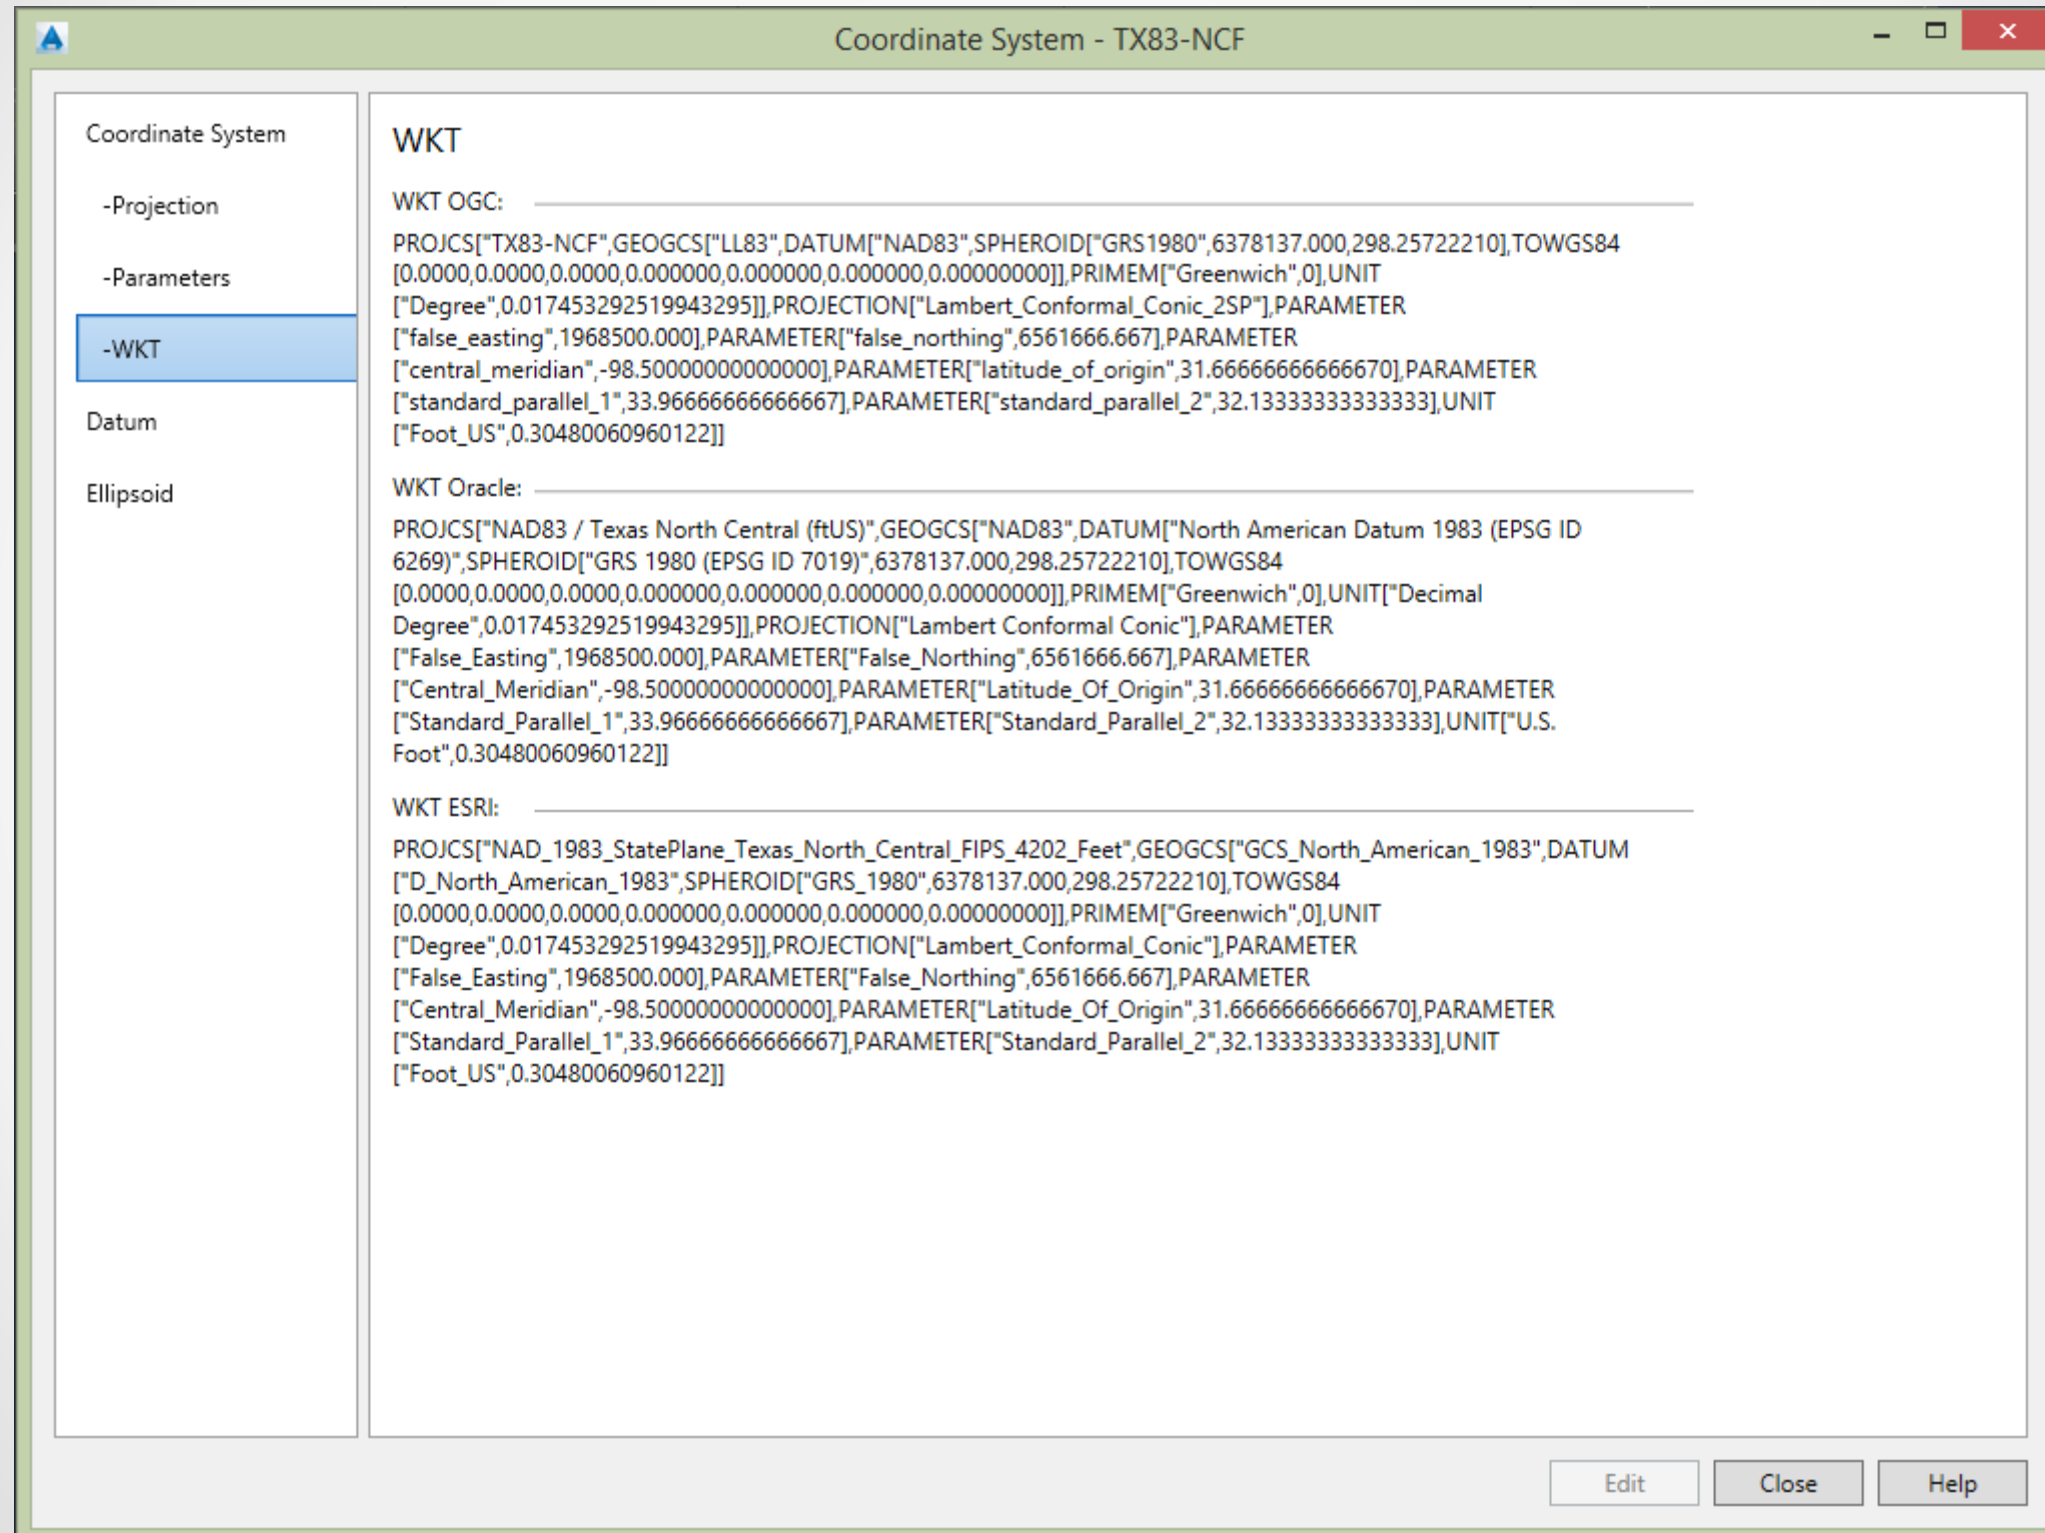 Coordinate System - TX83-NCF
Coordinate System
-Projection
-Parameters
-WKT
Datum
Ellipsoid
WKT
WKT OGC:
PROJCS["TX83-NCF",GEOGCS["LL83",DATUM["NAD83",SPHEROID["GRS1980",6378137.000,298.25722210],TOWGS84
[0.0000,0.0000,0.0000,0.000000,0.000000,0.000000,0.00000000]],PRIMEM["Greenwich",0],UNIT
["Degree",0.017453292519943295]],PROJECTION["Lambert_Conformal_Conic_2SP"],PARAMETER
["false_easting",1968500.000],PARAMETER["false_northing",6561666.667],PARAMETER
["central_meridian",-98.50000000000000],PARAMETER["latitude_of_origin",31.66666666666670],PARAMETER
["standard_parallel_1",33.96666666666667],PARAMETER["standard_parallel_2",32.13333333333333],UNIT
["Foot_US",0.30480060960122]]
WKT Oracle:
PROJCS["NAD83 / Texas North Central (ftUS)",GEOGCS["NAD83",DATUM["North American Datum 1983 (EPSG ID
6269)",SPHEROID["GRS 1980 (EPSG ID 7019)",6378137.000,298.25722210],TOWGS84
[0.0000,0.0000,0.0000,0.000000,0.000000,0.000000,0.00000000]],PRIMEM["Greenwich",0],UNIT["Decimal
Degree",0.017453292519943295]],PROJECTION["Lambert Conformal Conic"],PARAMETER
["False_Easting",1968500.000],PARAMETER["False_Northing",6561666.667],PARAMETER
["Central_Meridian",-98.50000000000000],PARAMETER["Latitude_Of_Origin",31.66666666666670],PARAMETER
["Standard_Parallel_1",33.96666666666667],PARAMETER["Standard_Parallel_2",32.13333333333333],UNIT["U.S.
Foot",0.30480060960122]]
WKT ESRI:
PROJCS["NAD_1983_StatePlane_Texas_North_Central_FIPS_4202_Feet",GEOGCS["GCS_North_American_1983",DATUM
["D_North_American_1983",SPHEROID["GRS_1980",6378137.000,298.25722210],TOWGS84
[0.0000,0.0000,0.0000,0.000000,0.000000,0.000000,0.00000000]],PRIMEM["Greenwich",0],UNIT
["Degree",0.017453292519943295]],PROJECTION["Lambert_Conformal_Conic"],PARAMETER
["False_Easting",1968500.000],PARAMETER["False_Northing",6561666.667],PARAMETER
["Central_Meridian",-98.50000000000000],PARAMETER["Latitude_Of_Origin",31.66666666666670],PARAMETER
["Standard_Parallel_1",33.96666666666667],PARAMETER["Standard_Parallel_2",32.13333333333333],UNIT
["Foot_US",0.30480060960122]]
Edit
Close
Help